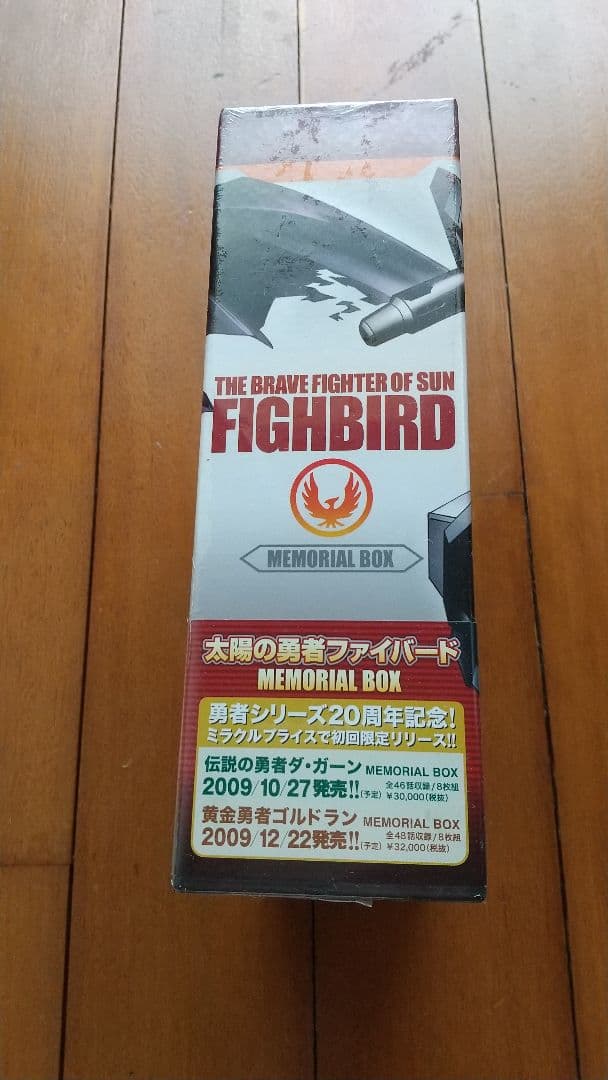 THE BRAVE FIGHTER OF SUN
FIGHBIRD
MEMORIAL BOX
太陽の勇者ファイバード
MEMORIAL BOX
勇者シリーズ20周年記念!
ミラクルプライスで初回限定リリース!!
伝説の勇者ダ・ガーン MEMORIAL BOX
2009/10/27発売!!(予定) 全46話収録/8枚組 ¥30,000(税抜)
黄金勇者ゴルドラン MEMORIAL BOX
2009/12/22発売!!(予定) 全48話収録/8枚組 ¥32,000(税抜)